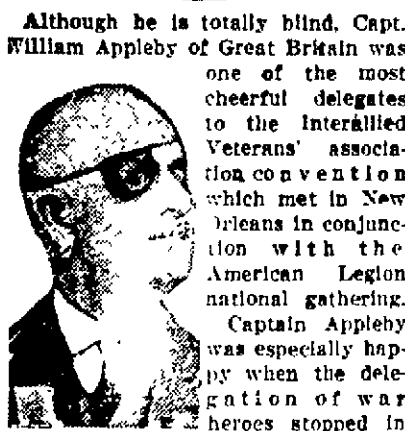 Although he is totally blind, Capt.
William Appleby of Great Britain was
one of the most
cheerful delegates
to the Interallied
Veterans' associa-
tion convention
which met in New
Orleans in conjunc-
tion with the
American Legion
national gathering.
Captain Appleby
was especially hap-
py when the dele-
gation of war
heroes stopped in